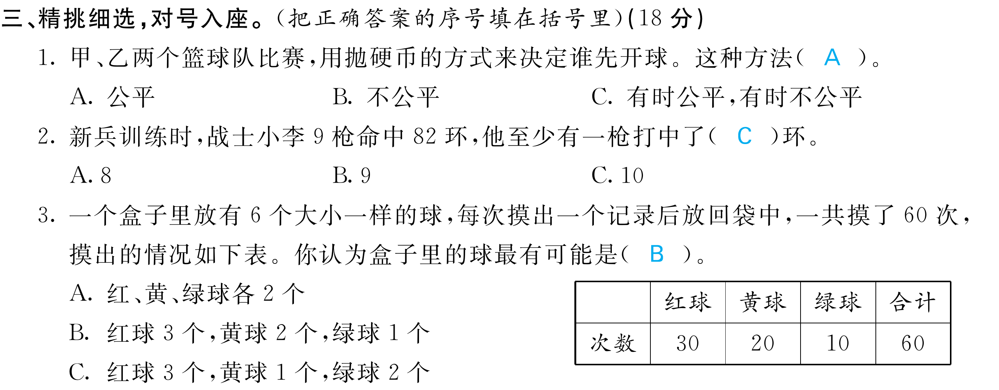 三、精挑细选,对号入座。(把正确答案的序号填在括号里)(18 分)
1. 甲、乙两个篮球队比赛,用抛硬币的方式来决定谁先开球。这种方法( A )。
A. 公平 B. 不公平 C. 有时公平,有时不公平
2. 新兵训练时,战士小李 9 枪命中 82 环,他至少有一枪打中了( C )环。
A. 8 B. 9 C. 10
3. 一个盒子里放有 6 个大小一样的球,每次摸出一个记录后放回袋中,一共摸了 60 次,
摸出的情况如下表。你认为盒子里的球最有可能是( B )。
A. 红、黄、绿球各 2 个
B. 红球 3 个,黄球 2 个,绿球 1 个
C. 红球 3 个,黄球 1 个,绿球 2 个
红球 黄球 绿球 合计
次数 30 20 10 60